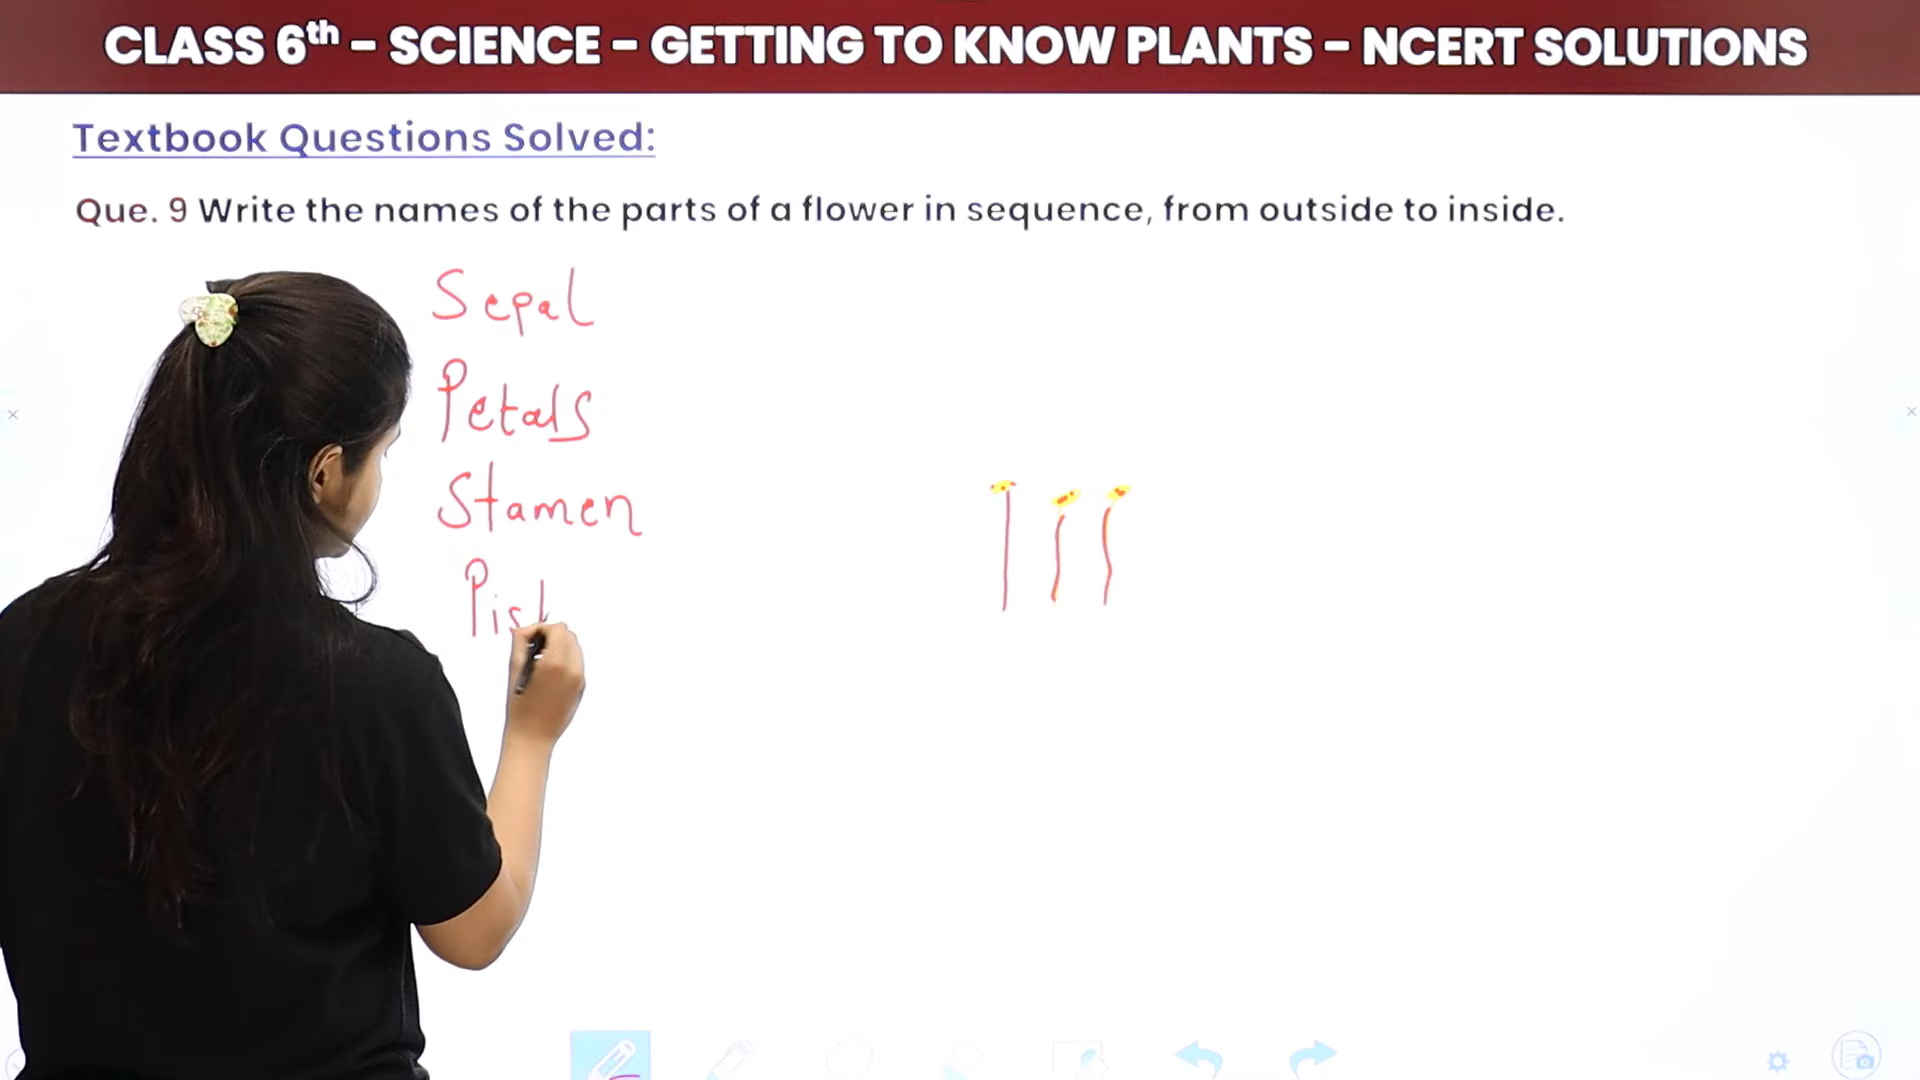 CLASS 6th - SCIENCE - GETTING TO KNOW PLANTS - NCERT SOLUTIONS
Textbook Questions Solved:
Que. 9 Write the names of the parts of a flower in sequence, from outside to inside.
Sepal
Petals
Stamen
Pist